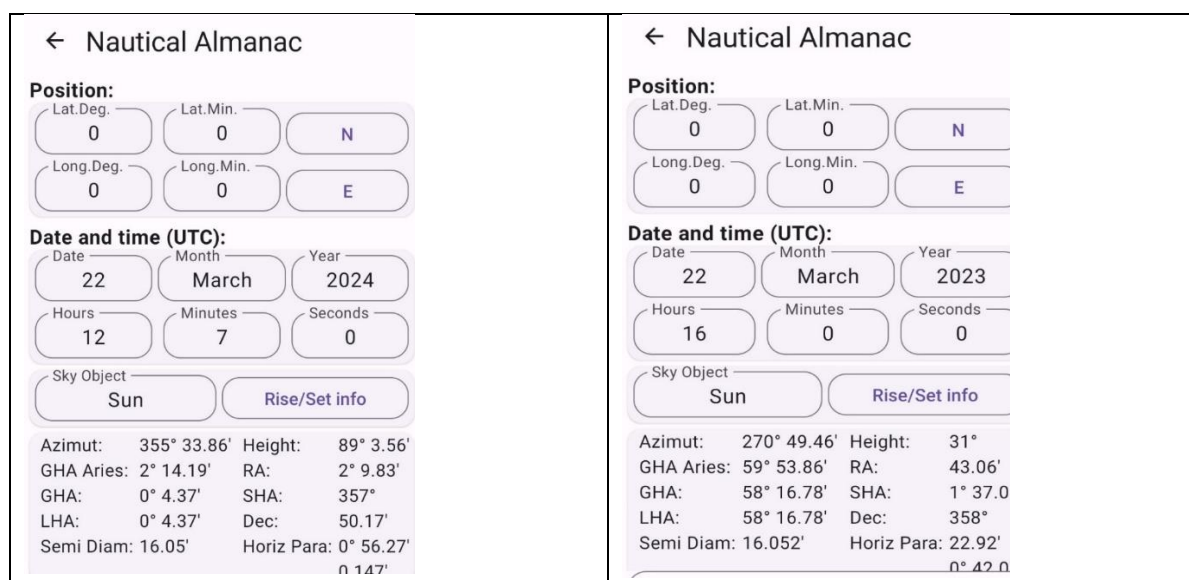 ← Nautical Almanac
Position:
Lat.Deg. Lat.Min.
0 0 N
Long.Deg. Long.Min.
0 0 E
Date and time (UTC):
Date Month Year
22 March 2024
Hours Minutes Seconds
12 7 0
Sky Object
Sun Rise/Set info
Azimut: 355° 33.86' Height: 89° 3.56'
GHA Aries: 2° 14.19' RA: 2° 9.83'
GHA: 0° 4.37' SHA: 357°
LHA: 0° 4.37' Dec: 50.17'
Semi Diam: 16.05' Horiz Para: 0° 56.27'
0.147'
← Nautical Almanac
Position:
Lat.Deg. Lat.Min.
0 0 N
Long.Deg. Long.Min.
0 0 E
Date and time (UTC):
Date Month Year
22 March 2023
Hours Minutes Seconds
16 0 0
Sky Object
Sun Rise/Set info
Azimut: 270° 49.46' Height: 31°
GHA Aries: 59° 53.86' RA: 43.06'
GHA: 58° 16.78' SHA: 1° 37.0
LHA: 58° 16.78' Dec: 358°
Semi Diam: 16.052' Horiz Para: 22.92'
0° 42.0